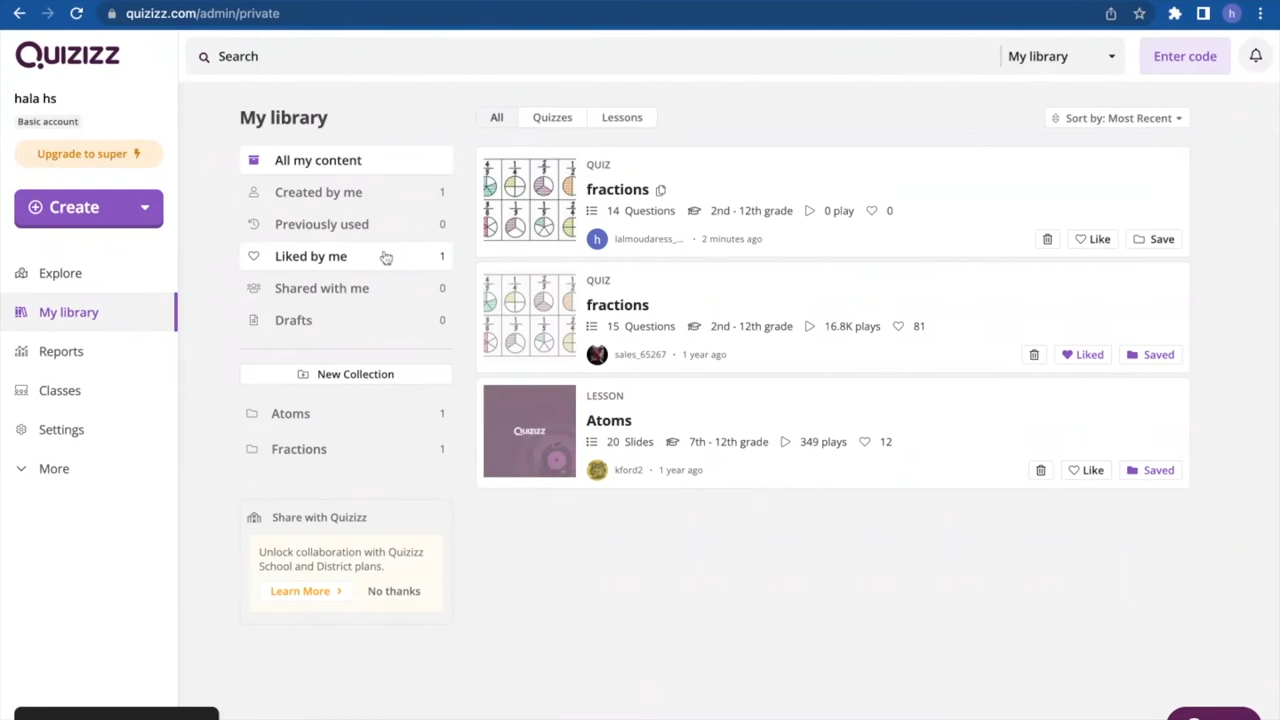 quizizz.com/admin/private
h
QUIZIZZ
Search
My library
Enter code
hala hs
Basic account
Upgrade to super
Create
Explore
My library
Reports
Classes
Settings
More
My library
All my content
Created by me 1
Previously used 0
Liked by me 1
Shared with me 0
Drafts 0
New Collection
Atoms 1
Fractions 1
Share with Quizizz
Unlock collaboration with Quizizz
School and District plans.
Learn More >
No thanks
All Quizzes Lessons
Sort by: Most Recent
QUIZ
fractions
14 Questions 2nd - 12th grade 0 play 0
h lalmoudaress_... • 2 minutes ago
Like Save
QUIZ
fractions
15 Questions 2nd - 12th grade 16.8K plays 81
sales_65267 • 1 year ago
Liked Saved
QUIZIZZ
LESSON
Atoms
20 Slides 7th - 12th grade 349 plays 12
kford2 • 1 year ago
Like Saved